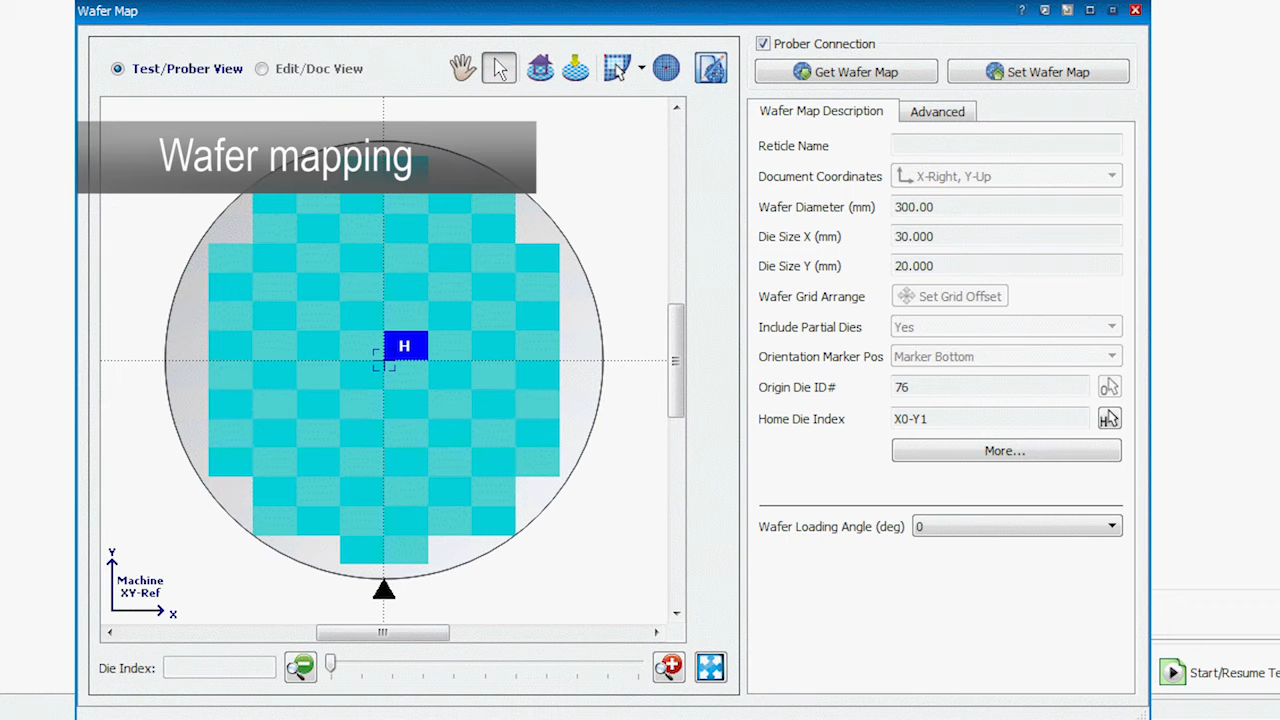 Wafer Map
Test/Prober View
Edit/Doc View
Wafer mapping
H
Y
Machine
XY-Ref
X
Die Index:
Prober Connection
Get Wafer Map
Set Wafer Map
Wafer Map Description
Advanced
Reticle Name
Document Coordinates
X-Right, Y-Up
Wafer Diameter (mm)
300.00
Die Size X (mm)
30.000
Die Size Y (mm)
20.000
Wafer Grid Arrange
Set Grid Offset
Include Partial Dies
Yes
Orientation Marker Pos
Marker Bottom
Origin Die ID#
76
Home Die Index
X0-Y1
H
More...
Wafer Loading Angle (deg)
0
Start/Resume Te